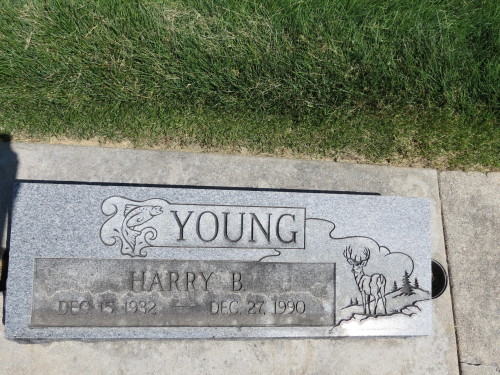 YOUNG
HARRY B.
DEC. 15, 1932 — DEC. 27, 1990